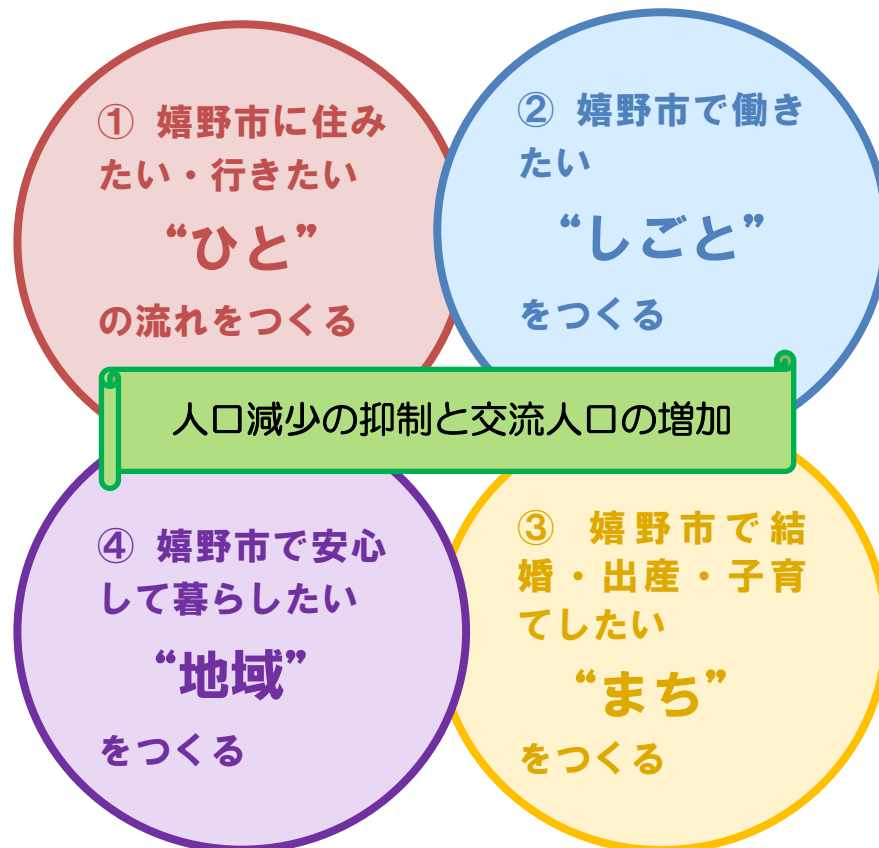 ① 嬉野市に住み
たい・行きたい
“ひと”
の流れをつくる
② 嬉野市で働き
たい
“しごと”
をつくる
人口減少の抑制と交流人口の増加
③ 嬉野市で結
婚・出産・子育
てしたい
“まち”
をつくる
④ 嬉野市で安心
して暮らしたい
“地域”
をつくる